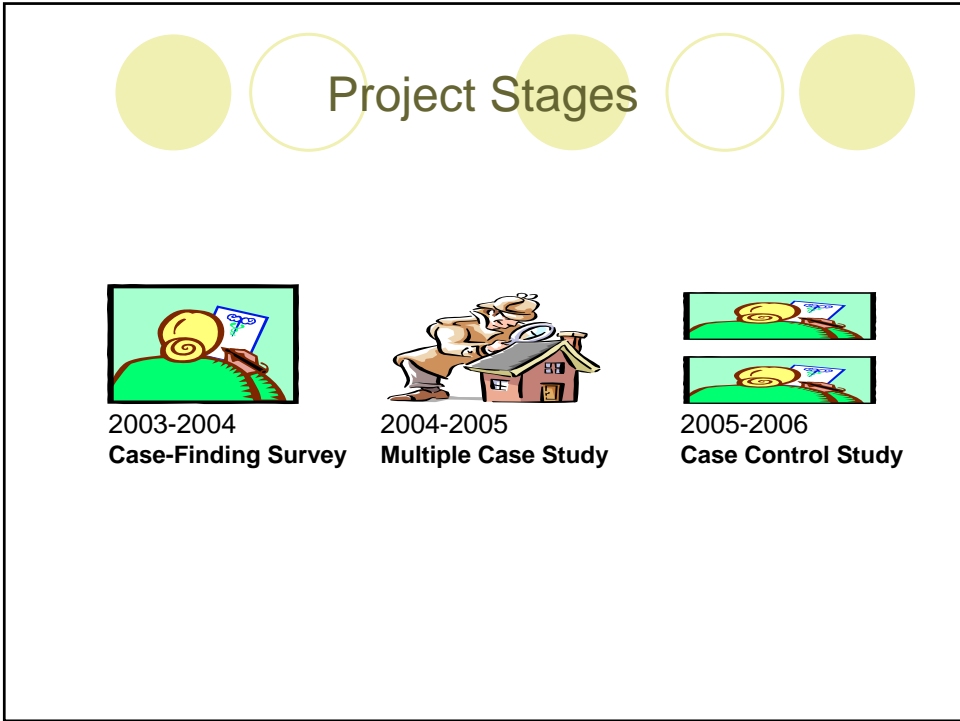 Project Stages
2003-2004
Case-Finding Survey
2004-2005
Multiple Case Study
2005-2006
Case Control Study